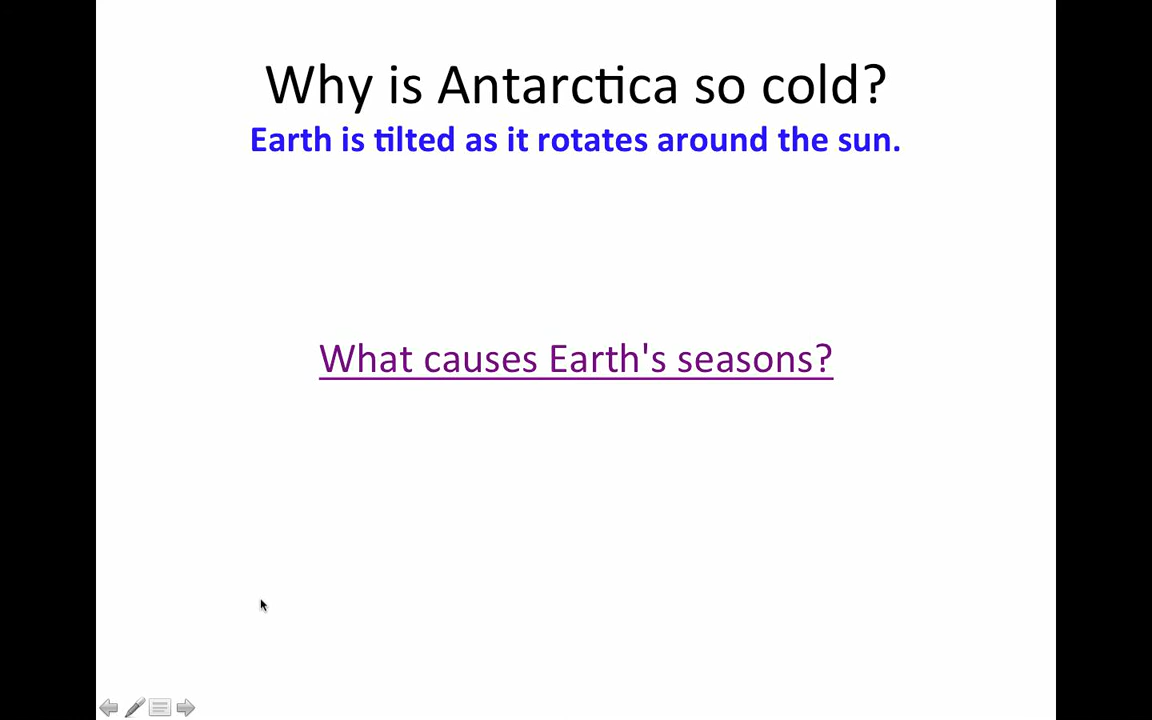 Why is Antarctica so cold?
Earth is tilted as it rotates around the sun.
What causes Earth's seasons?